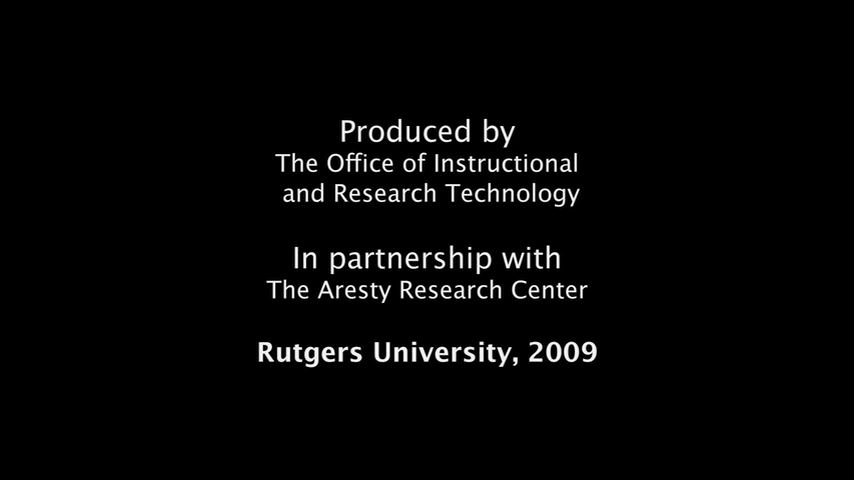 Produced by
The Office of Instructional
and Research Technology
In partnership with
The Aresty Research Center
Rutgers University, 2009